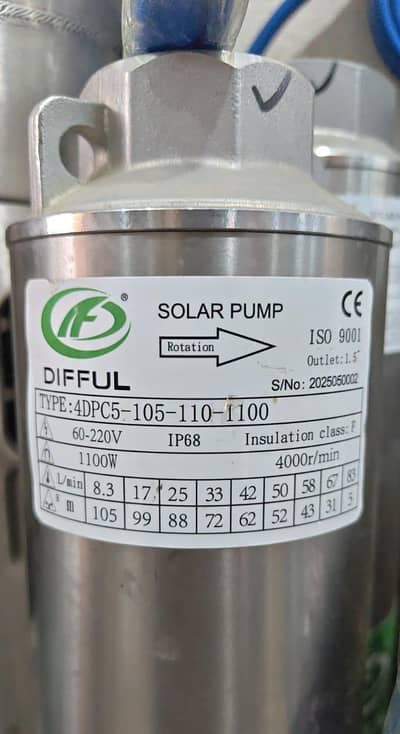 SOLAR PUMP
CE
®
Rotation
ISO 9001
Outlet:1.5"
DIFFUL
S/No: 2025050002
TYPE:4DPC5-105-110-1100
60-220V IP68 Insulation class: F
1100W 4000r/min
L/min 8.3 17 25 33 42 50 58 67 83
m 105 99 88 72 62 52 43 31 5